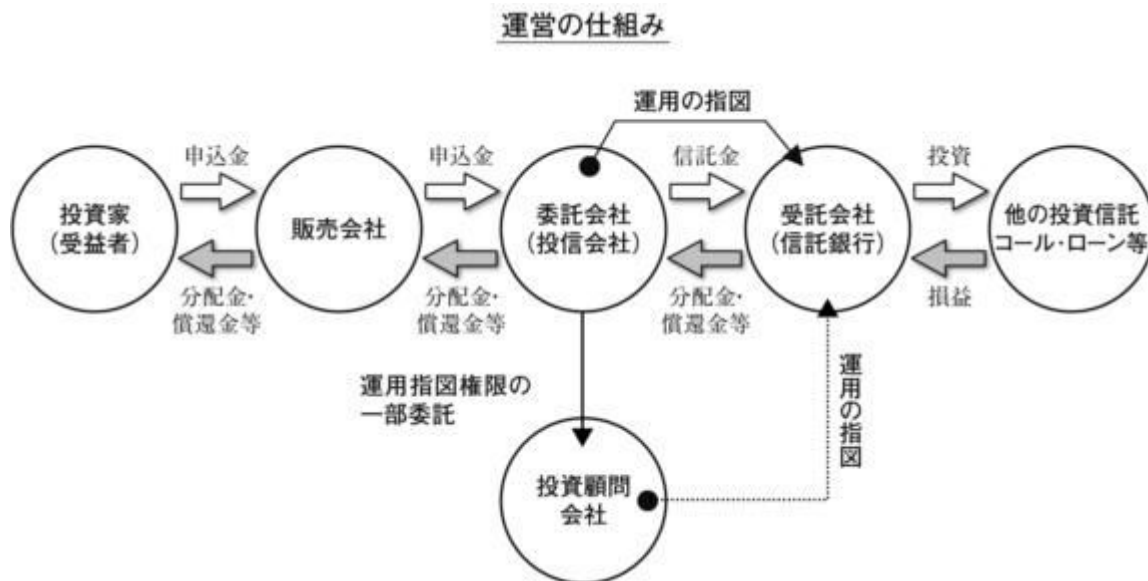 運営の仕組み
運用の指図
申込金
申込金
信託金
投資
投資家
(受益者)
販売会社
委託会社
(投信会社)
受託会社
(信託銀行)
他の投資信託
コール・ローン等
分配金・
償還金等
分配金・
償還金等
分配金・
償還金等
損益
運用指図権限の
一部委託
運用の指図
投資顧問
会社